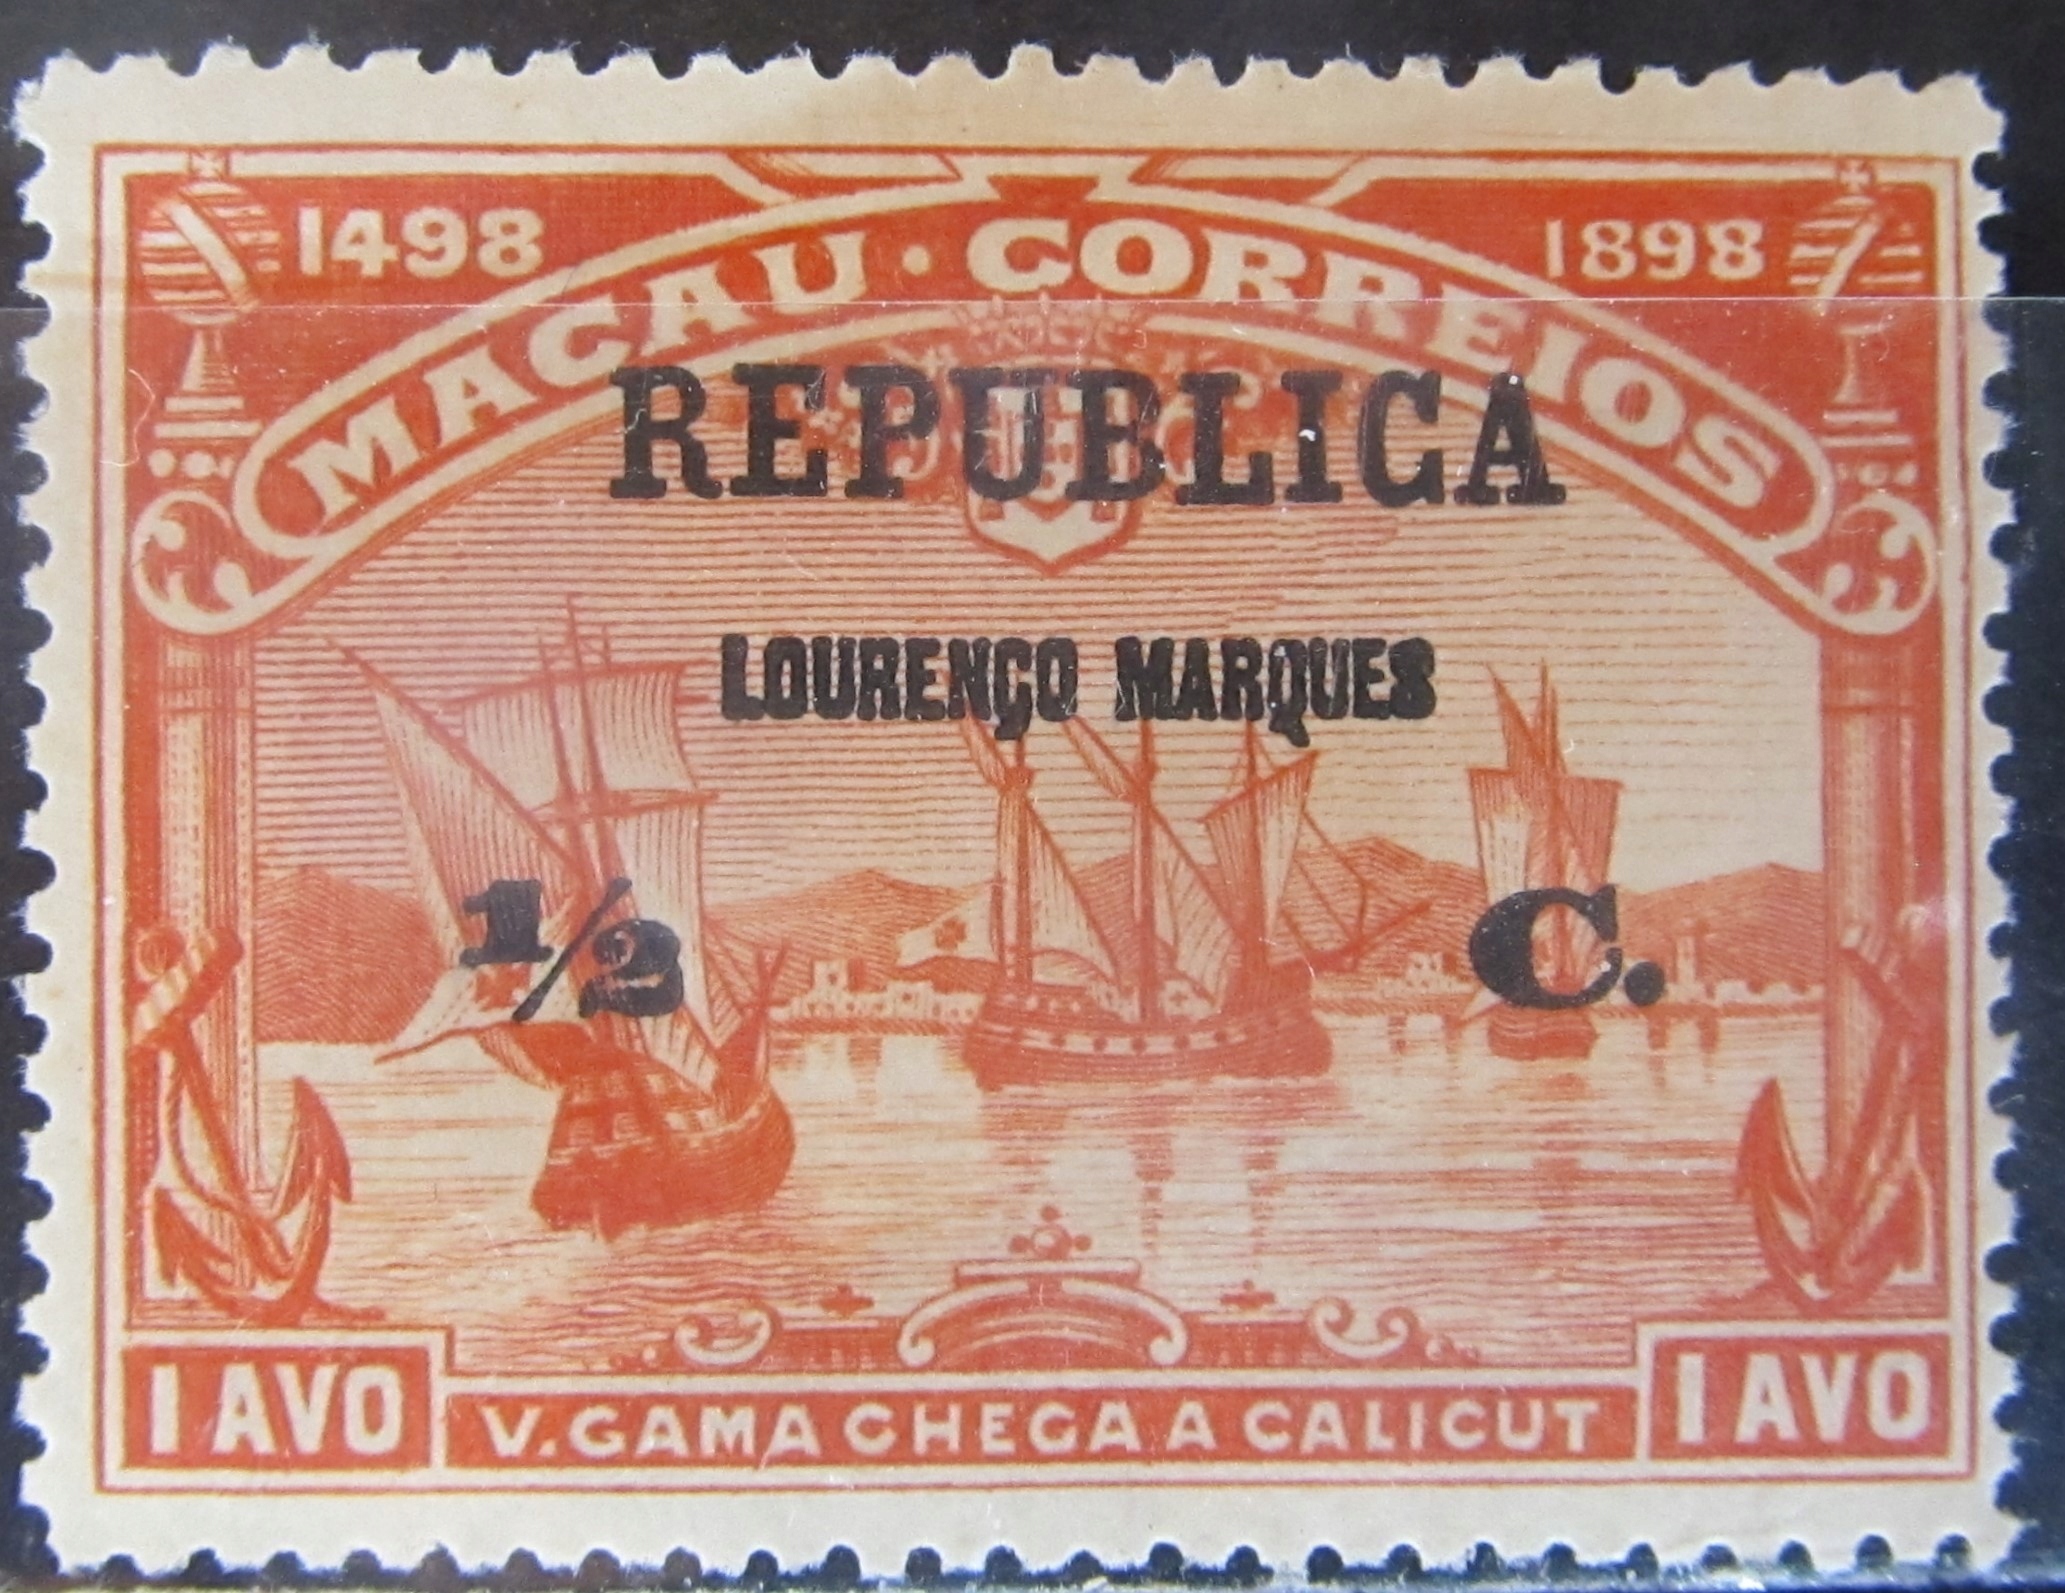 1498 1898
MACAU · CORREIOS
REPUBLICA
LOURENÇO MARQUES
1/2 C.
1 AVO 1 AVO
V. GAMA CHEGA A CALICUT